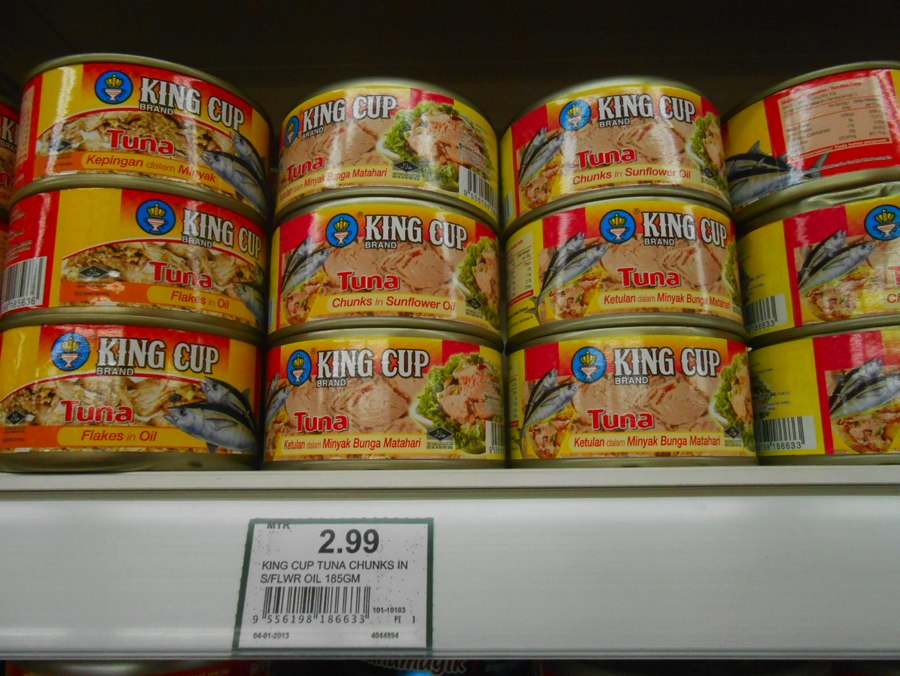 KING CUP
BRAND
Tuna
Kepingan dalam Minyak
KING CUP
BRAND
Tuna
Ketulan dalam Minyak Bunga Matahari
KING CUP
BRAND
Tuna
Chunks in Sunflower Oil
KING CUP
BRAND
Tuna
Flakes in Oil
KING CUP
BRAND
Tuna
Chunks in Sunflower Oil
KING CUP
BRAND
Tuna
Ketulan dalam Minyak Bunga Matahari
KING CUP
BRAND
Tuna
Flakes in Oil
KING CUP
BRAND
Tuna
Ketulan dalam Minyak Bunga Matahari
KING CUP
BRAND
Tuna
Ketulan dalam Minyak Bunga Matahari
MTK
2.99
KING CUP TUNA CHUNKS IN
S/FLWR OIL 185GM
101-10103
9 556198 186633
04-01-2013 4044894